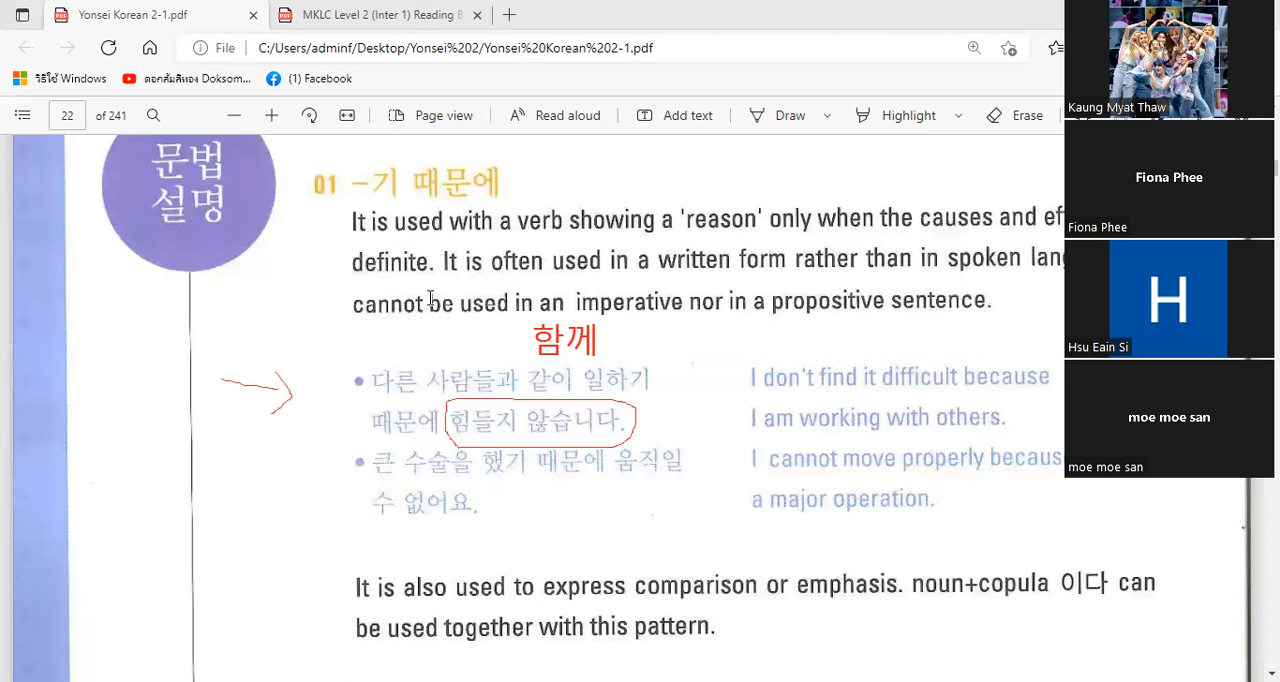 Yonsei Korean 2-1.pdf
MKLC Level 2 (Inter 1) Reading B
File C:/Users/adminf/Desktop/Yonsei%202/Yonsei%20Korean%202-1.pdf
วิธีใช้ Windows
ดอกส้มสีทอง Doksom...
(1) Facebook
22 of 241
Page view
Read aloud
Add text
Draw
Highlight
Erase
문법
설명
01 -기 때문에
It is used with a verb showing a 'reason' only when the causes and ef
definite. It is often used in a written form rather than in spoken lang
cannot be used in an imperative nor in a propositive sentence.
함께
• 다른 사람들과 같이 일하기
때문에 힘들지 않습니다.
I don't find it difficult because
I am working with others.
• 큰 수술을 했기 때문에 움직일
수 없어요.
I cannot move properly becaus
a major operation.
It is also used to express comparison or emphasis. noun+copula 이다 can
be used together with this pattern.
Kaung Myat Thaw
Fiona Phee
Fiona Phee
H
Hsu Eain Si
moe moe san
moe moe san